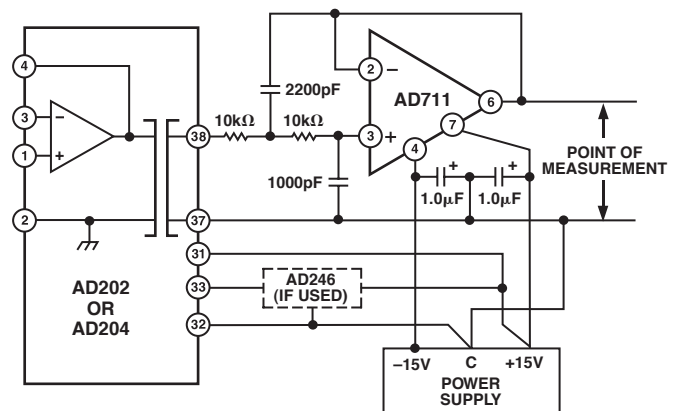 4
3
−
1
+
2
AD202
OR
AD204
38
37
31
33
32
10kΩ
2200pF
10kΩ
1000pF
2
−
3
+
AD711
6
7
4
+
1.0μF
+
1.0μF
POINT OF
MEASUREMENT
AD246
(IF USED)
−15V
C
+15V
POWER
SUPPLY